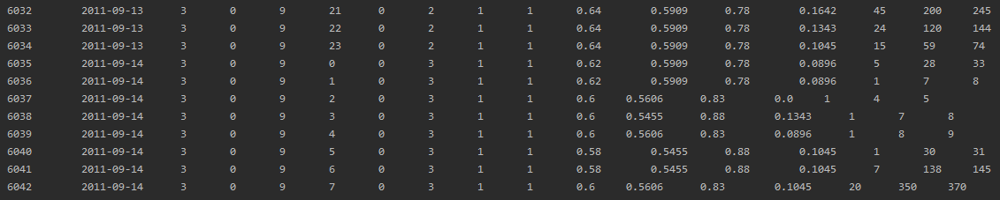 6032 2011-09-13 3 0 9 21 0 2 1 1 0.64 0.5909 0.78 0.1642 45 200 245
6033 2011-09-13 3 0 9 22 0 2 1 1 0.64 0.5909 0.78 0.1343 24 120 144
6034 2011-09-13 3 0 9 23 0 2 1 1 0.64 0.5909 0.78 0.1045 15 59 74
6035 2011-09-14 3 0 9 0 0 3 1 1 0.62 0.5909 0.78 0.0896 5 28 33
6036 2011-09-14 3 0 9 1 0 3 1 1 0.62 0.5909 0.78 0.0896 1 7 8
6037 2011-09-14 3 0 9 2 0 3 1 1 0.6 0.5606 0.83 0.0 1 4 5
6038 2011-09-14 3 0 9 3 0 3 1 1 0.6 0.5455 0.88 0.1343 1 7 8
6039 2011-09-14 3 0 9 4 0 3 1 1 0.6 0.5606 0.83 0.0896 1 8 9
6040 2011-09-14 3 0 9 5 0 3 1 1 0.58 0.5455 0.88 0.1045 1 30 31
6041 2011-09-14 3 0 9 6 0 3 1 1 0.58 0.5455 0.88 0.1045 7 138 145
6042 2011-09-14 3 0 9 7 0 3 1 1 0.6 0.5606 0.83 0.1045 20 350 370